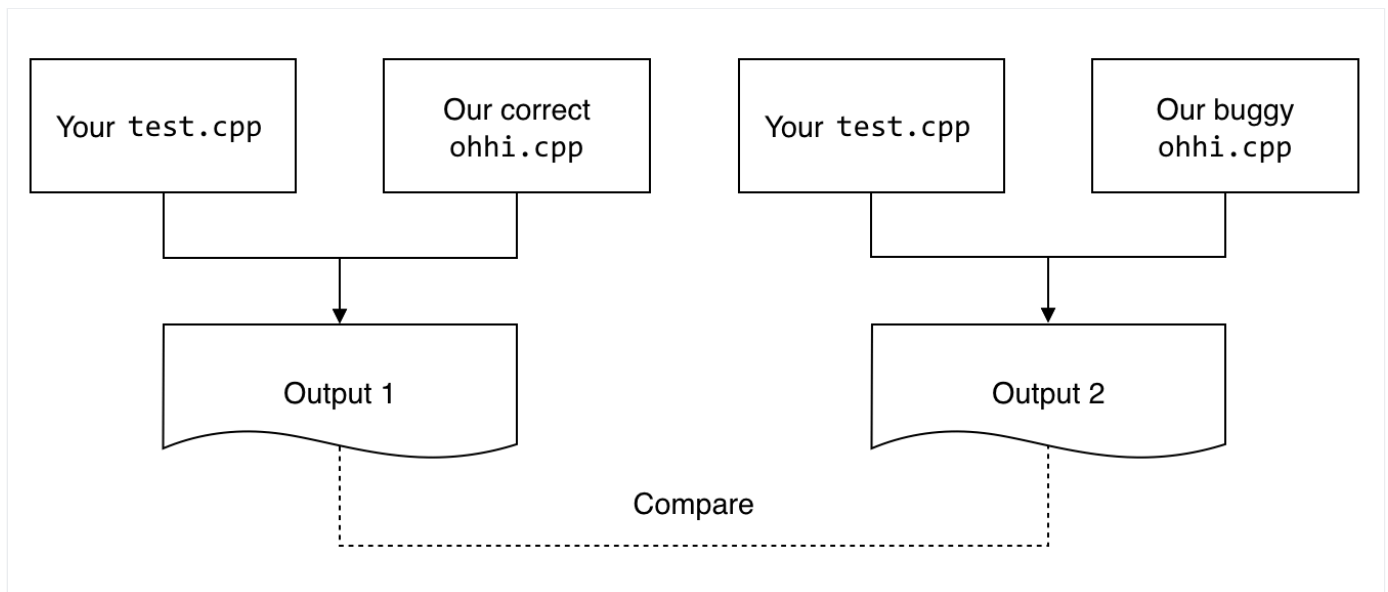 Your test.cpp
Our correct
ohhi.cpp
Your test.cpp
Our buggy
ohhi.cpp
Output 1
Output 2
Compare